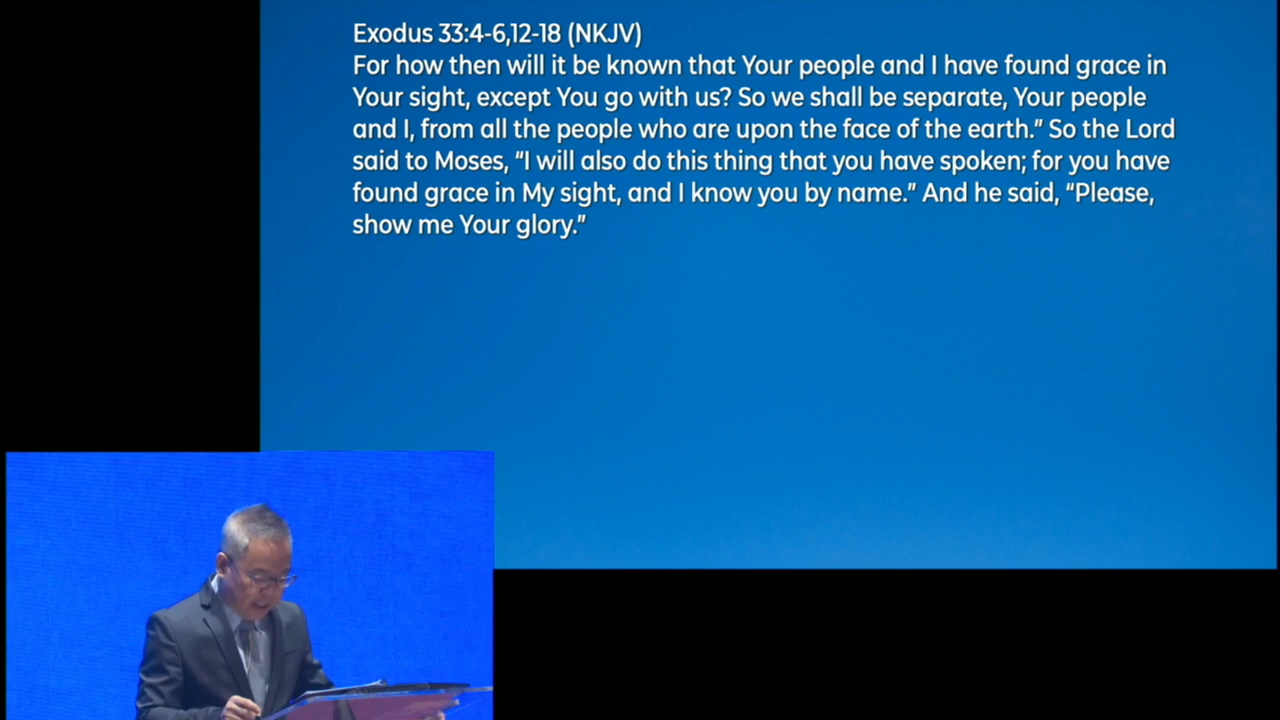 Exodus 33:4-6,12-18 (NKJV)
For how then will it be known that Your people and I have found grace in
Your sight, except You go with us? So we shall be separate, Your people
and I, from all the people who are upon the face of the earth.” So the Lord
said to Moses, “I will also do this thing that you have spoken; for you have
found grace in My sight, and I know you by name.” And he said, “Please,
show me Your glory.”